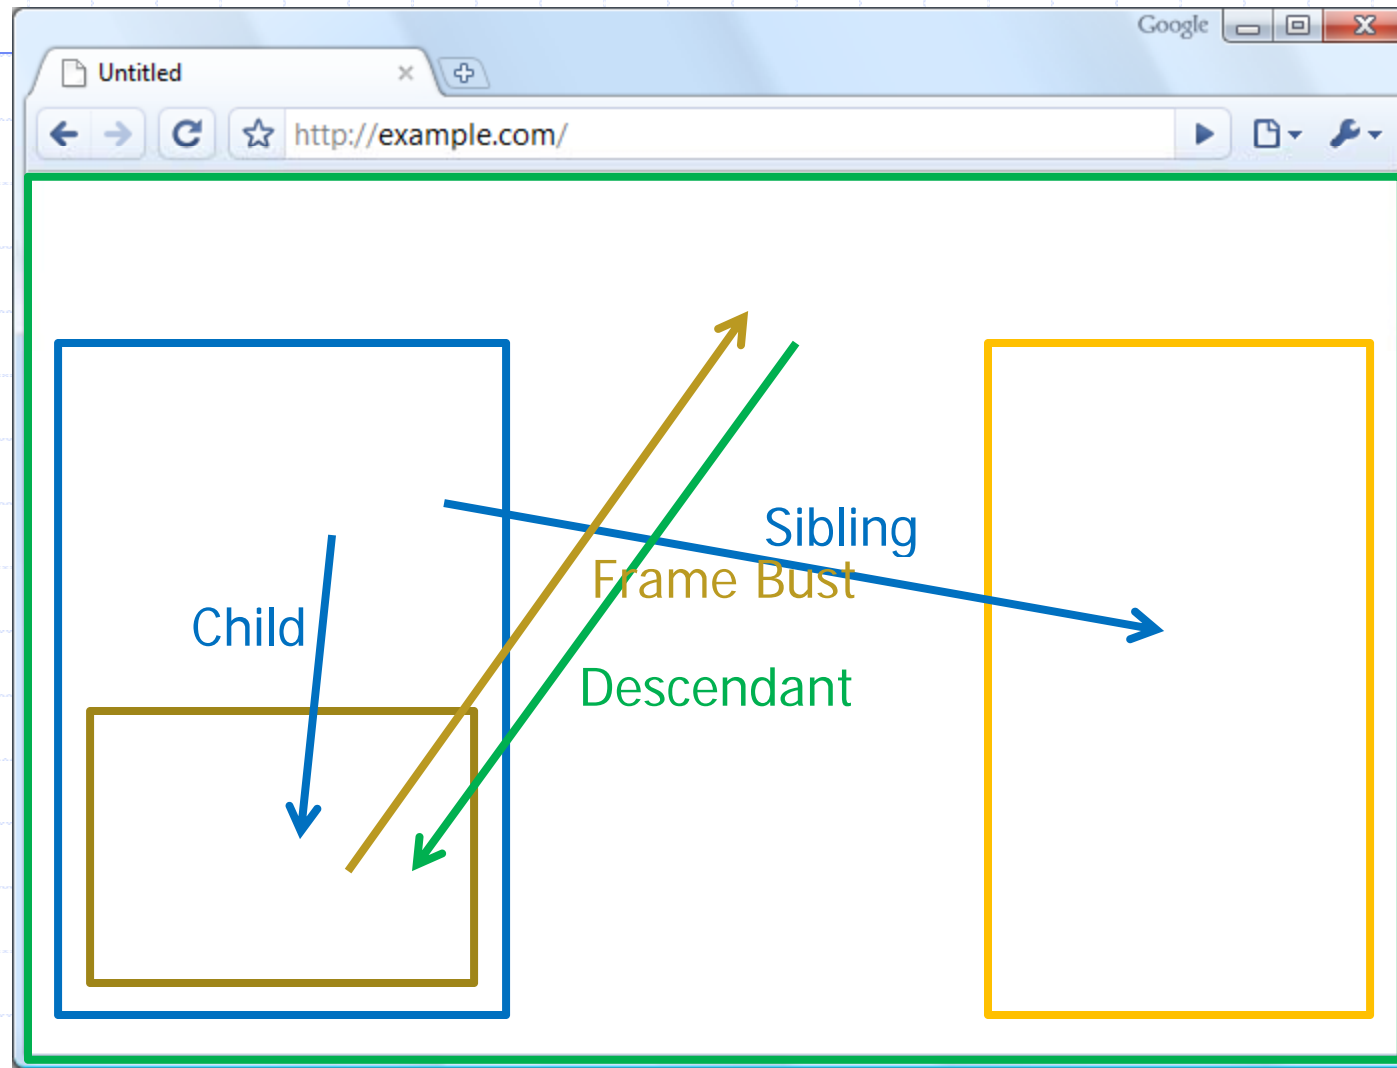 Google
Untitled
http://example.com/
Sibling
Frame Bust
Child
Descendant